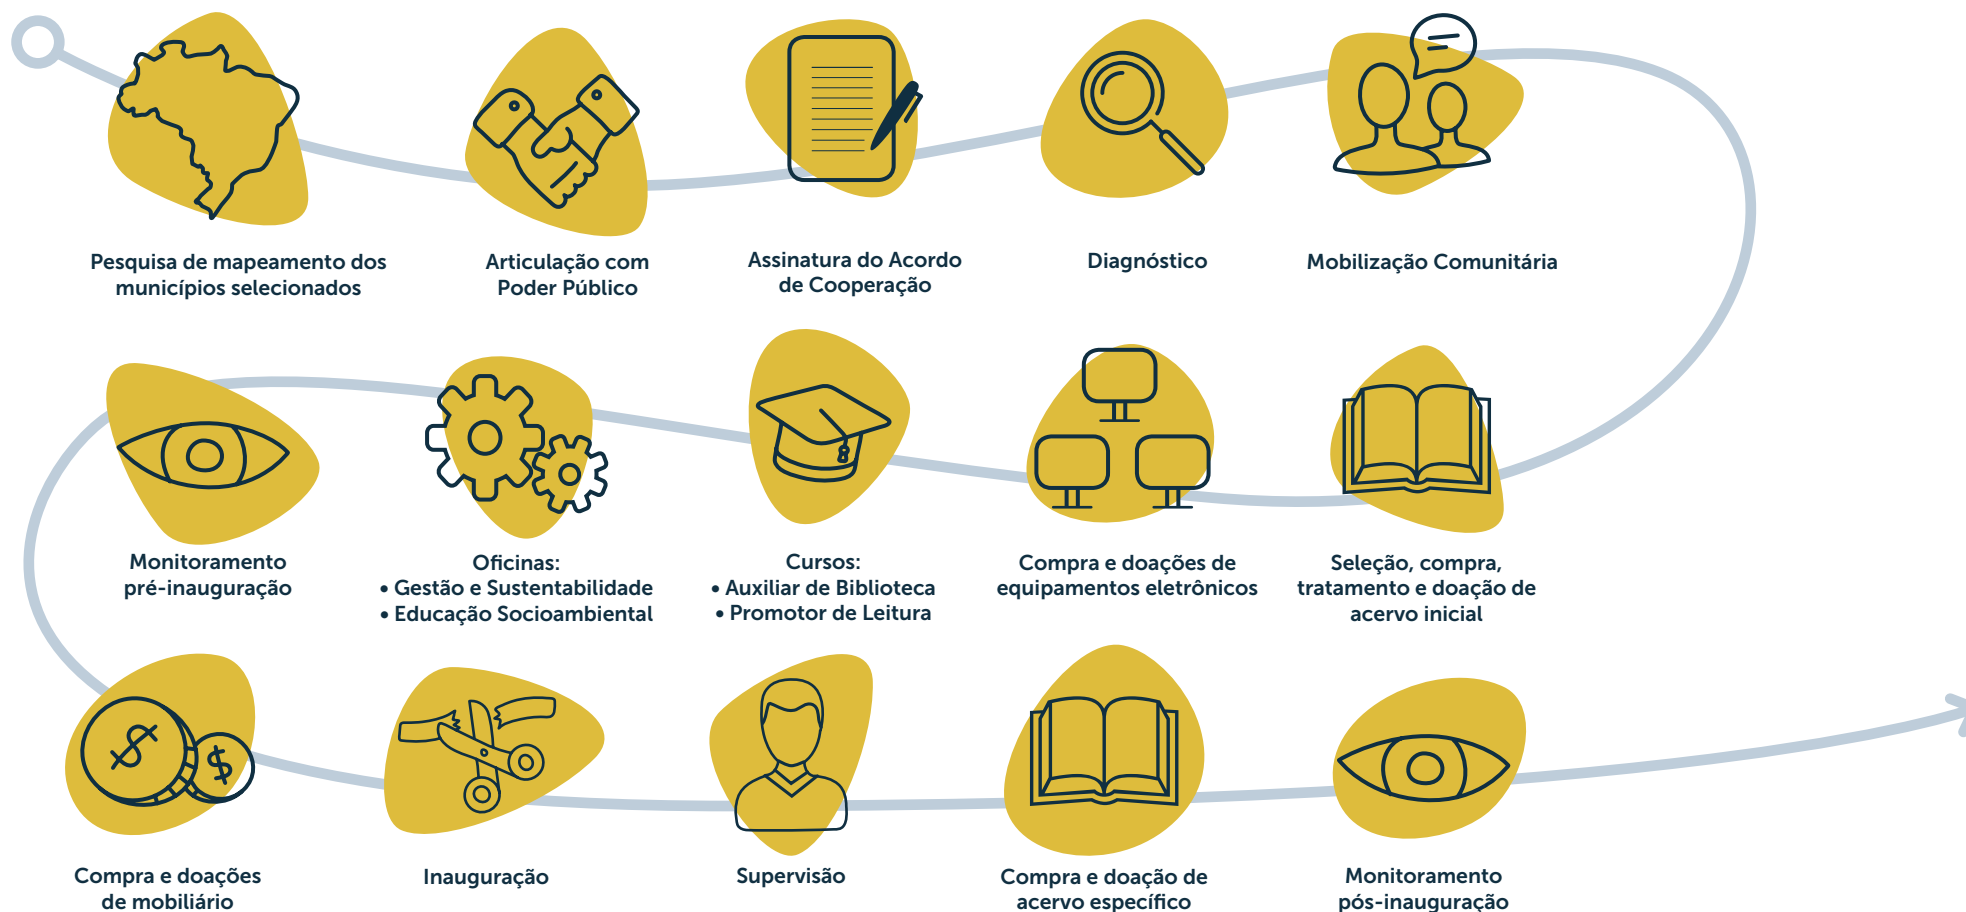 Pesquisa de mapeamento dos
municípios selecionados
Articulação com
Poder Público
Assinatura do Acordo
de Cooperação
Diagnóstico
Mobilização Comunitária
Monitoramento
pré-inauguração
Oficinas:
• Gestão e Sustentabilidade
• Educação Socioambiental
Cursos:
• Auxiliar de Biblioteca
• Promotor de Leitura
Compra e doações de
equipamentos eletrônicos
Seleção, compra,
tratamento e doação de
acervo inicial
$
$
Compra e doações
de mobiliário
Inauguração
Supervisão
Compra e doação de
acervo específico
Monitoramento
pós-inauguração